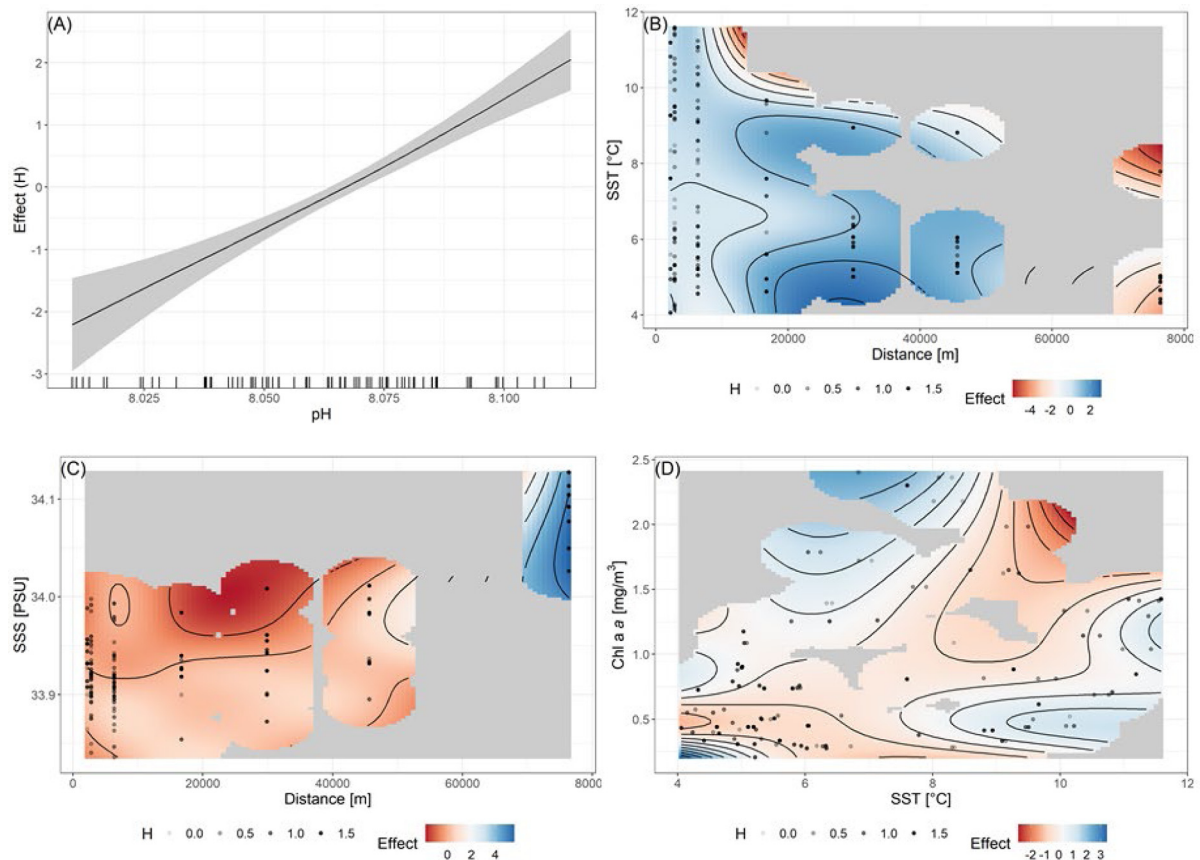 (A)
Effect (H)
2
1
0
-1
-2
-3
8.025 8.050 8.075 8.100
pH
(B)
SST [°C]
12
10
8
6
4
0 20000 40000 60000 8000
Distance [m]
H 0.0 0.5 1.0 1.5 Effect -4 -2 0 2
(C)
SSS [PSU]
34.1
34.0
33.9
0 20000 40000 60000 8000
Distance [m]
H 0.0 0.5 1.0 1.5 Effect 0 2 4
(D)
Chl a a [mg/m³]
2.5
2.0
1.5
1.0
0.5
4 6 8 10 12
SST [°C]
H 0.0 0.5 1.0 1.5 Effect -2 -1 0 1 2 3